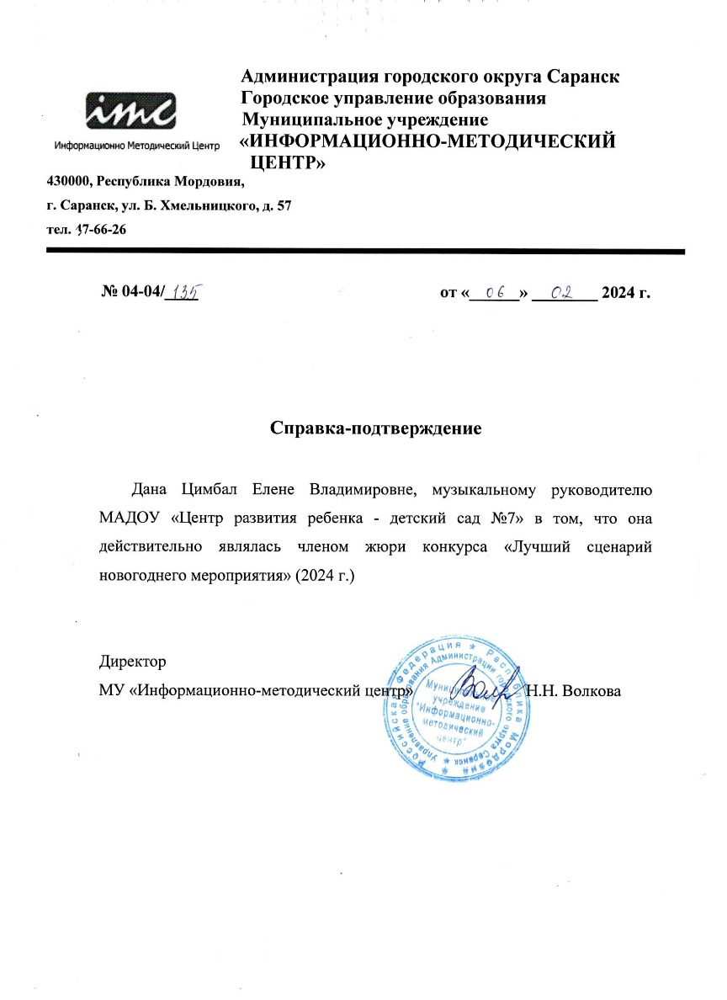 Администрация городского округа Саранск
Городское управление образования
Муниципальное учреждение
«ИНФОРМАЦИОННО-МЕТОДИЧЕСКИЙ
ЦЕНТР»
imc
Информационно Методический Центр
430000, Республика Мордовия,
г. Саранск, ул. Б. Хмельницкого, д. 57
тел. 47-66-26
№ 04-04/ 135
от « 06 » 02 2024 г.
Справка-подтверждение
Дана Цимбал Елене Владимировне, музыкальному руководителю
МАДОУ «Центр развития ребенка - детский сад №7» в том, что она
действительно являлась членом жюри конкурса «Лучший сценарий
новогоднего мероприятия» (2024 г.)
Директор
МУ «Информационно-методический центр»
Н.Н. Волкова
Российская Федерация * Республика Мордовия *
Управление образования Администрации городского округа Саранск *
Муниципальное
учреждение
"Информационно-
методический
центр"